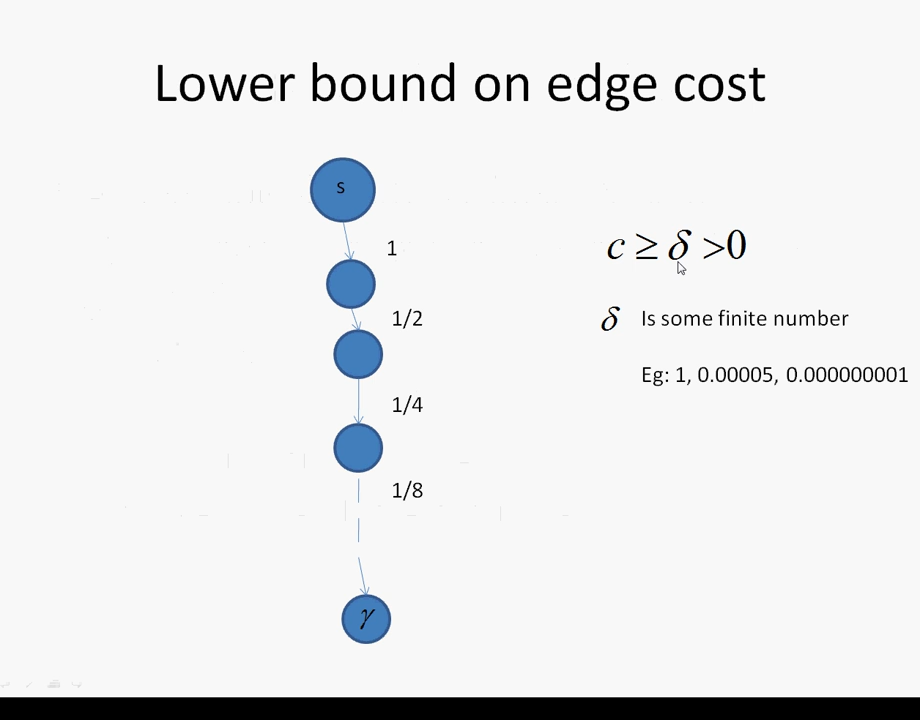 Lower bound on edge cost
s
1
1/2
1/4
1/8
γ
c ≥ δ >0
δ Is some finite number
Eg: 1, 0.00005, 0.000000001